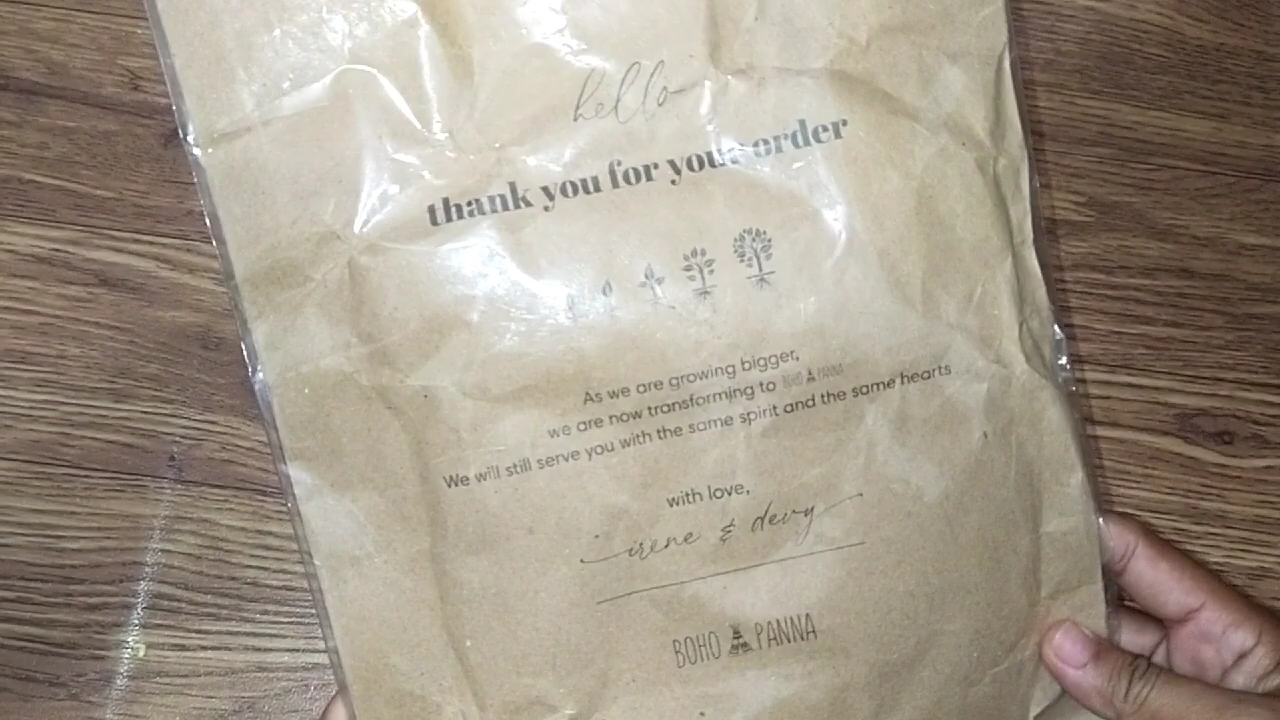 hello
thank you for your order
As we are growing bigger,
we are now transforming to BOHO PANNA
We will still serve you with the same spirit and the same hearts
with love,
irene & devy
BOHO PANNA